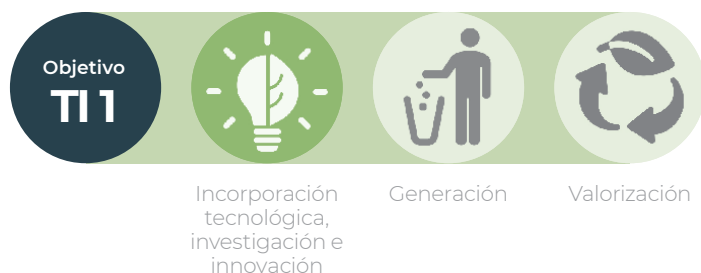 Objetivo
TI 1
Incorporación
tecnológica,
investigación e
innovación
Generación
Valorización